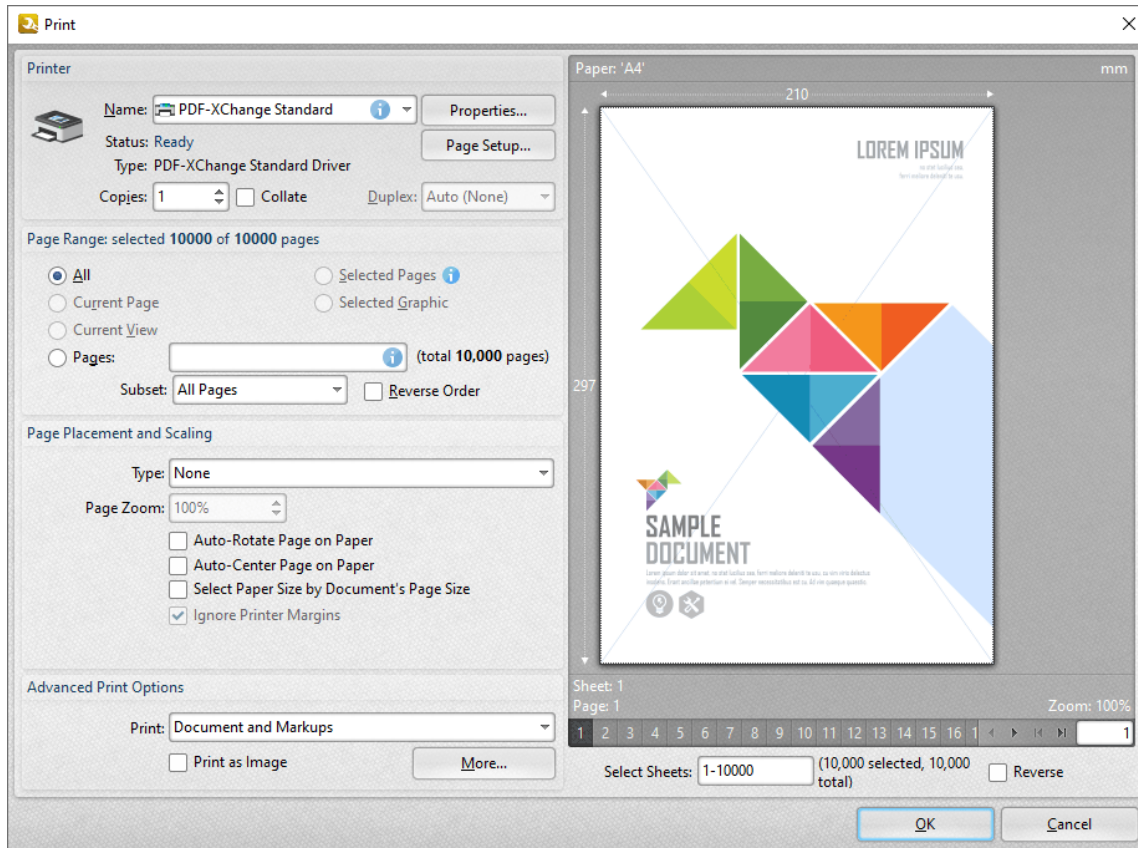 Print
Printer
Name: PDF-XChange Standard
Properties...
Status: Ready
Page Setup...
Type: PDF-XChange Standard Driver
Copies: 1
Collate
Duplex: Auto (None)
Page Range: selected 10000 of 10000 pages
All
Selected Pages
Current Page
Selected Graphic
Current View
Pages:
(total 10,000 pages)
Subset: All Pages
Reverse Order
Page Placement and Scaling
Type: None
Page Zoom: 100%
Auto-Rotate Page on Paper
Auto-Center Page on Paper
Select Paper Size by Document's Page Size
Ignore Printer Margins
Advanced Print Options
Print: Document and Markups
Print as Image
More...
Paper: 'A4'
mm
210
297
LOREM IPSUM
SAMPLE
DOCUMENT
Sheet: 1
Page: 1
Zoom: 100%
1 2 3 4 5 6 7 8 9 10 11 12 13 14 15 16 1
1
Select Sheets: 1-10000
(10,000 selected, 10,000
total)
Reverse
OK
Cancel